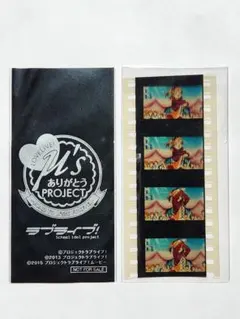 LOVELIVE!
μ's
ありがとう
PROJECT
ラブライブ!
School idol project
©プロジェクトラブライブ!
©2013 プロジェクトラブライブ!
©2015 プロジェクトラブライブ!ムービー
NOT FOR SALE